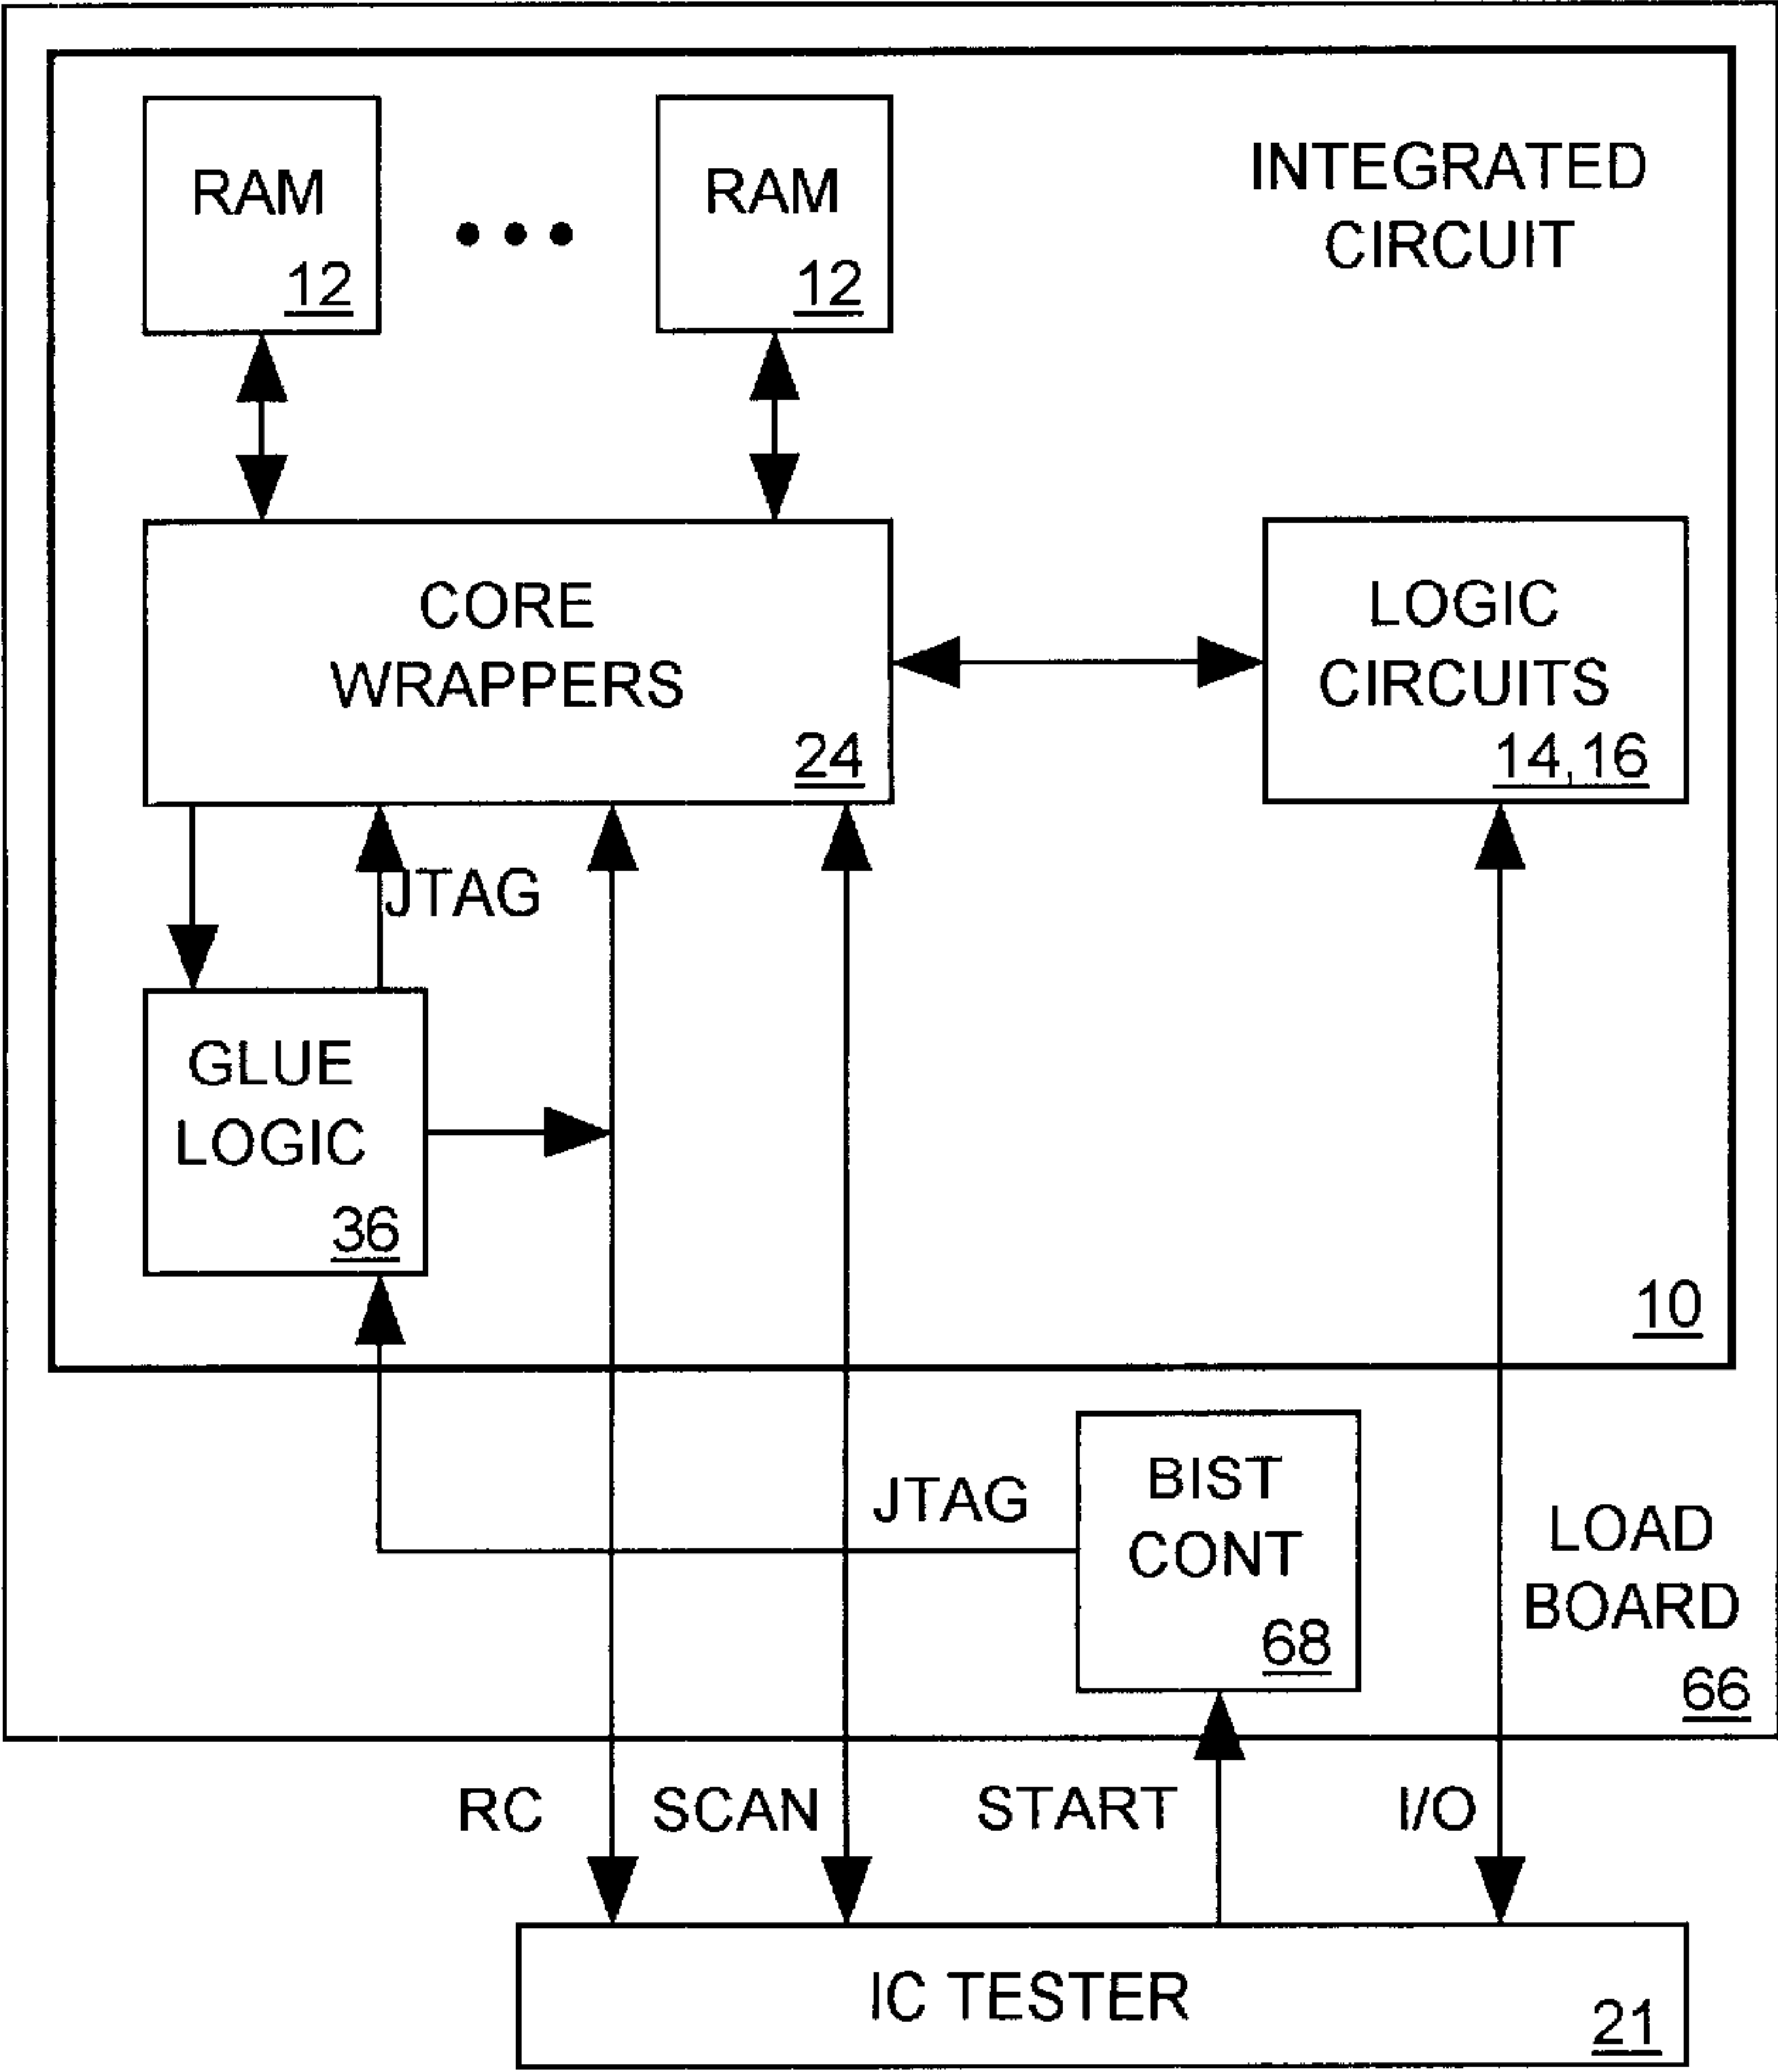 RAM
12
RAM
12
INTEGRATED
CIRCUIT
CORE
WRAPPERS
24
LOGIC
CIRCUITS
14,16
JTAG
GLUE
LOGIC
36
10
BIST
CONT
68
JTAG
LOAD
BOARD
66
RC
SCAN
START
I/O
IC TESTER
21